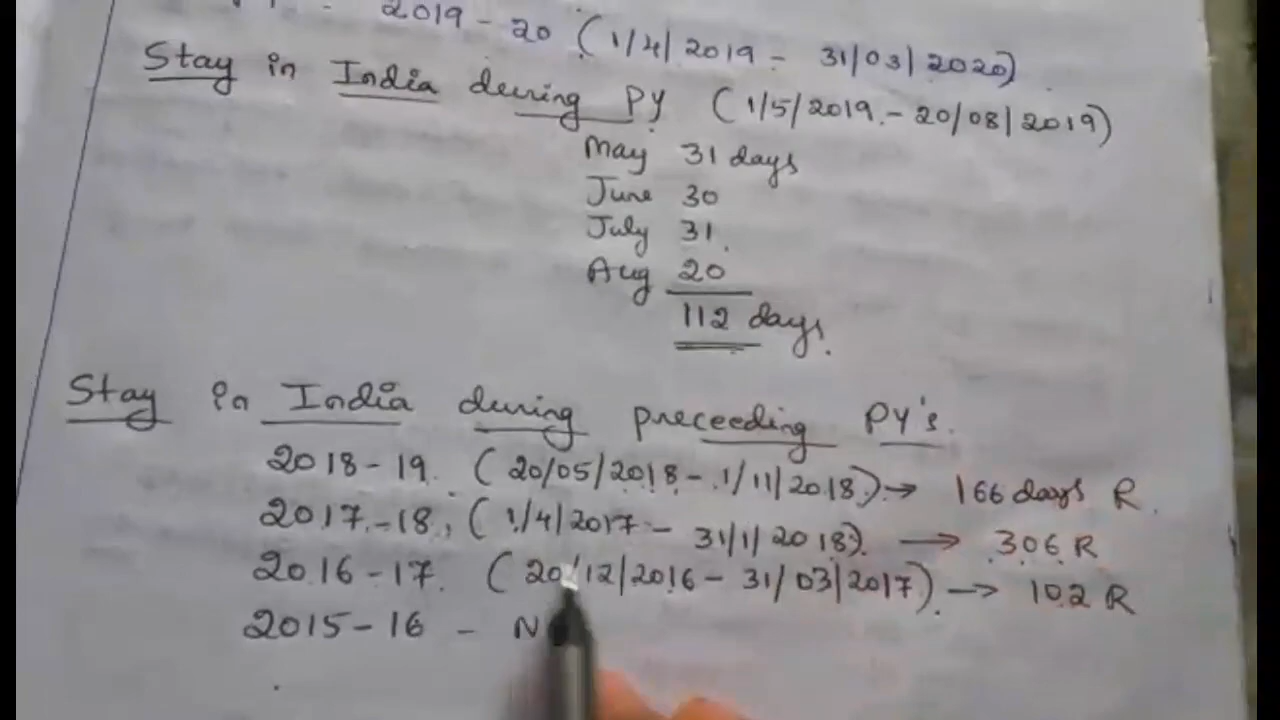 2019-20 (1/4/2019 - 31/03/2020)
Stay in India during PY (1/5/2019 - 20/08/2019)
May 31 days
June 30
July 31
Aug 20
112 days.
Stay in India during preceeding PY's.
2018-19. (20/05/2018 - 1/11/2018) → 166 days R.
2017-18, (1/4/2017 - 31/1/2018) → 306 R
2016-17. (20/12/2016 - 31/03/2017) → 102 R
2015-16 - N